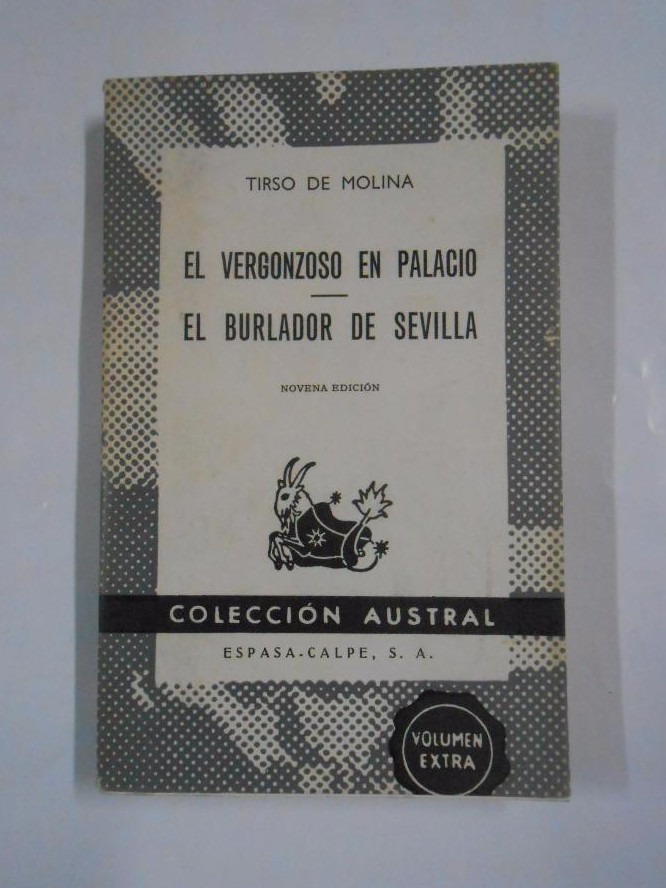 TIRSO DE MOLINA
EL VERGONZOSO EN PALACIO
EL BURLADOR DE SEVILLA
NOVENA EDICIÓN
COLECCIÓN AUSTRAL
ESPASA-CALPE, S. A.
VOLUMEN
EXTRA